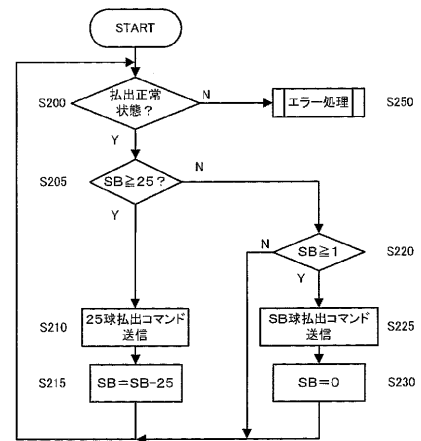 START
S200
払出正常
状態？
N
エラー処理
S250
Y
S205
SB≧25？
N
Y
N
SB≧1
S220
Y
S210
25球払出コマンド
送信
SB球払出コマンド
送信
S225
S215
SB＝SB-25
SB＝0
S230